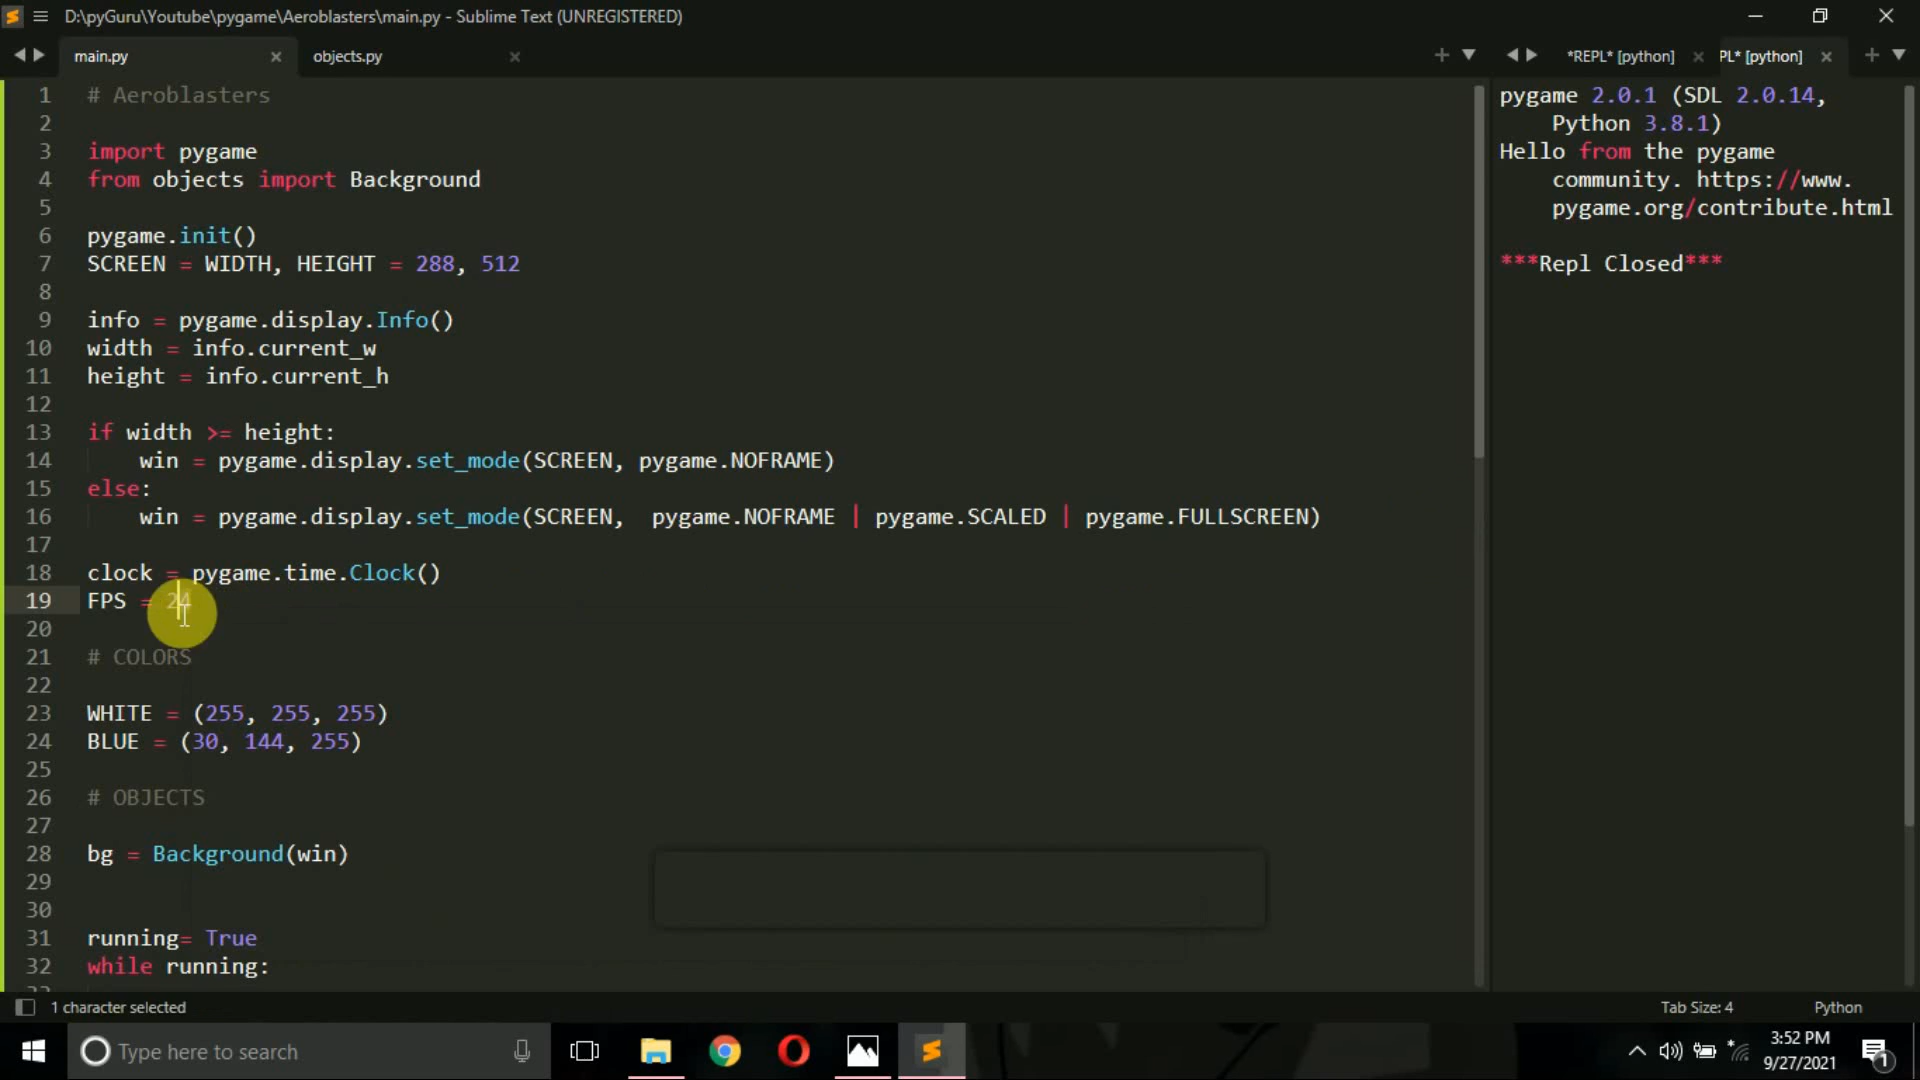 D:\pyGuru\Youtube\pygame\Aeroblasters\main.py - Sublime Text (UNREGISTERED)
main.py
objects.py
*REPL* [python]
PL* [python]
1 # Aeroblasters
2
3 import pygame
4 from objects import Background
5
6 pygame.init()
7 SCREEN = WIDTH, HEIGHT = 288, 512
8
9 info = pygame.display.Info()
10 width = info.current_w
11 height = info.current_h
12
13 if width >= height:
14 win = pygame.display.set_mode(SCREEN, pygame.NOFRAME)
15 else:
16 win = pygame.display.set_mode(SCREEN,  pygame.NOFRAME | pygame.SCALED | pygame.FULLSCREEN)
17
18 clock = pygame.time.Clock()
19 FPS = 24
20
21 # COLORS
22
23 WHITE = (255, 255, 255)
24 BLUE = (30, 144, 255)
25
26 # OBJECTS
27
28 bg = Background(win)
29
30
31 running= True
32 while running:
pygame 2.0.1 (SDL 2.0.14,
Python 3.8.1)
Hello from the pygame
community. https://www.
pygame.org/contribute.html
***Repl Closed***
1 character selected
Tab Size: 4
Python
Type here to search
3:52 PM
9/27/2021
1